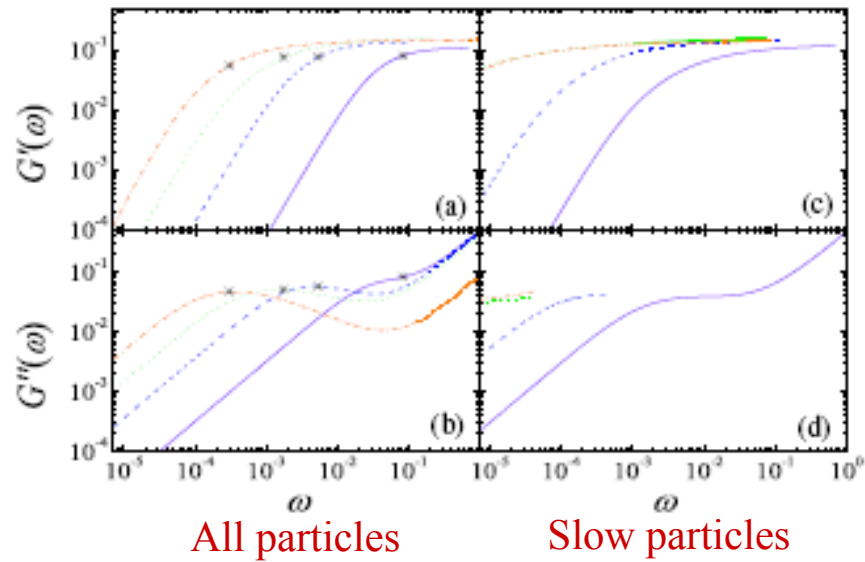 10⁻¹
10⁻²
10⁻³
10⁻⁴
G'(ω)
(a)
(c)
10⁻¹
10⁻²
10⁻³
10⁻⁴
G''(ω)
(b)
(d)
10⁻⁵ 10⁻⁴ 10⁻³ 10⁻² 10⁻¹
10⁻⁵ 10⁻⁴ 10⁻³ 10⁻² 10⁻¹ 10⁰
ω
ω
All particles
Slow particles